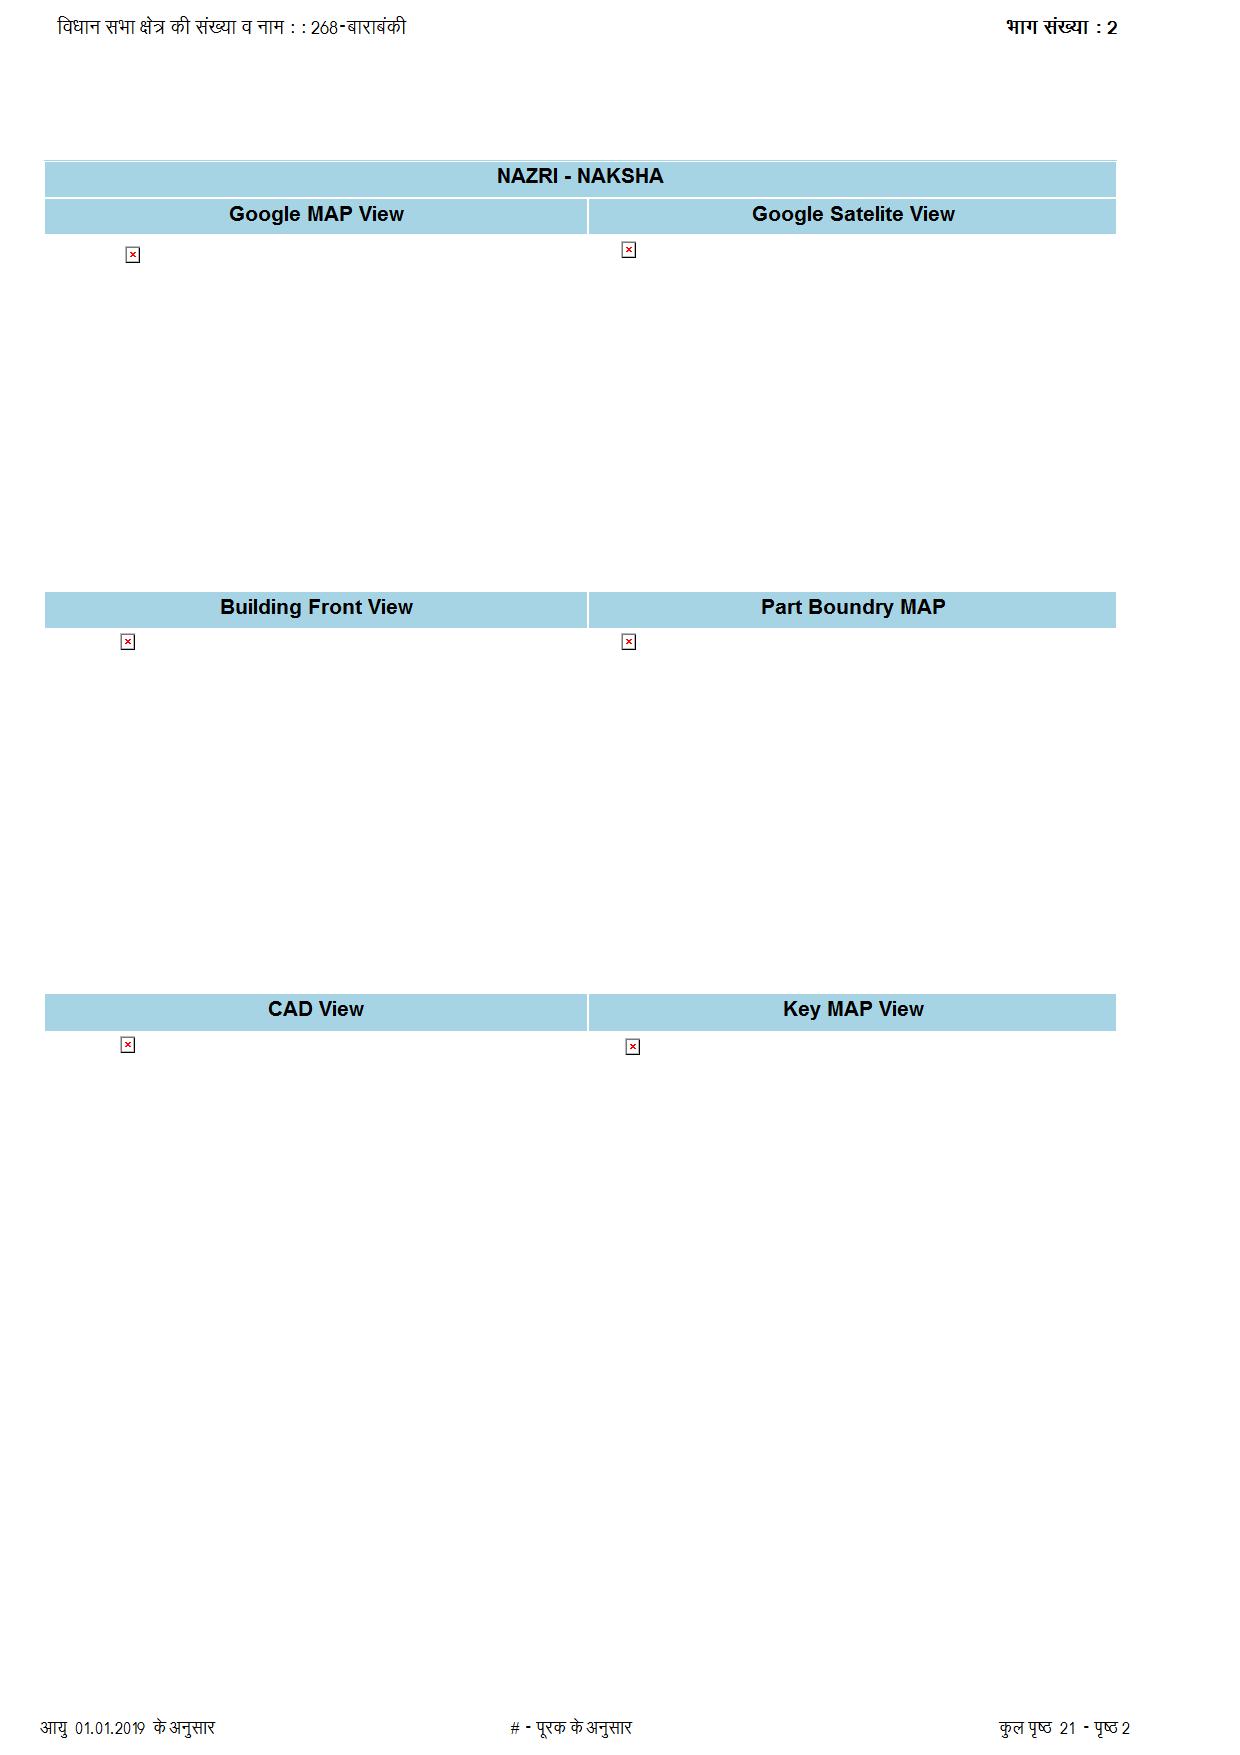 विधान सभा क्षेत्र की संख्या व नाम : : 268-बाराबंकी भाग संख्या : 2
NAZRI - NAKSHA
Google MAP View Google Satelite View
Building Front View Part Boundry MAP
CAD View Key MAP View
आयु 01.01.2019 के अनुसार # - पूरक के अनुसार कुल पृष्ठ 21 - पृष्ठ 2